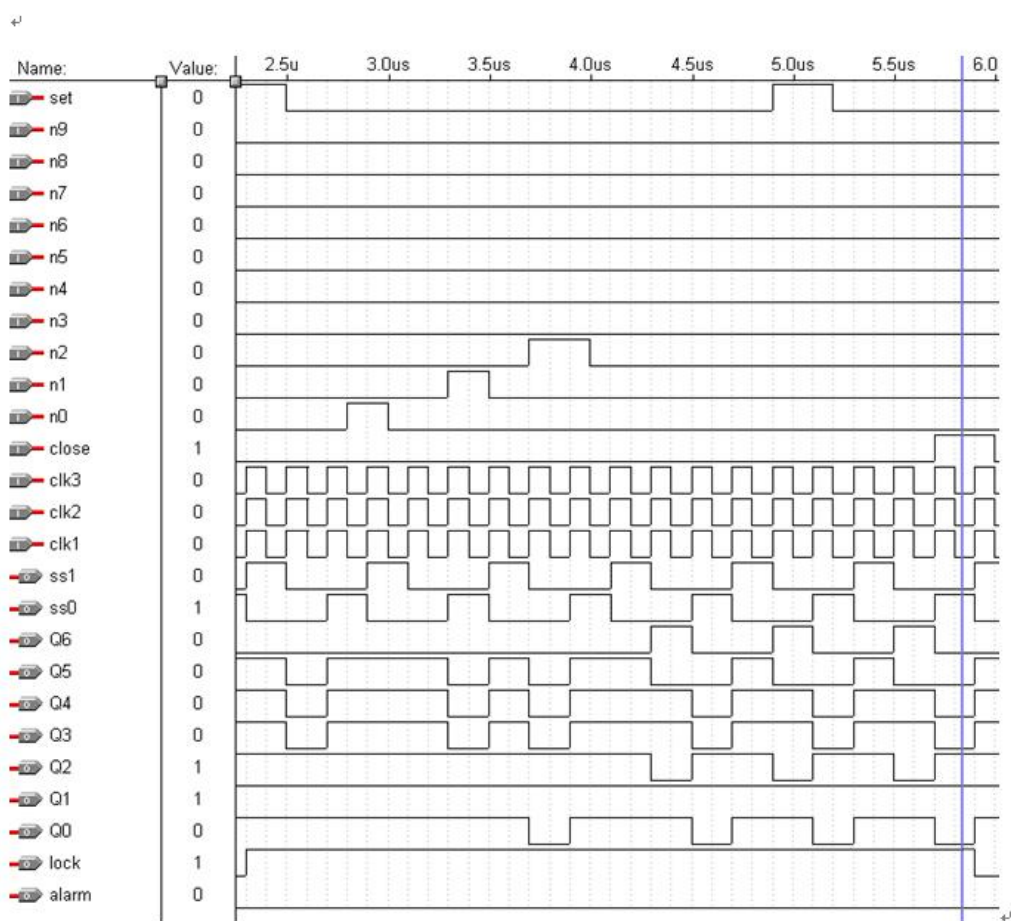 Name: Value: 2.5u 3.0us 3.5us 4.0us 4.5us 5.0us 5.5us 6.0
set 0
n9 0
n8 0
n7 0
n6 0
n5 0
n4 0
n3 0
n2 0
n1 0
n0 0
close 1
clk3 0
clk2 0
clk1 0
ss1 0
ss0 1
Q6 0
Q5 0
Q4 0
Q3 0
Q2 1
Q1 1
Q0 0
lock 1
alarm 0